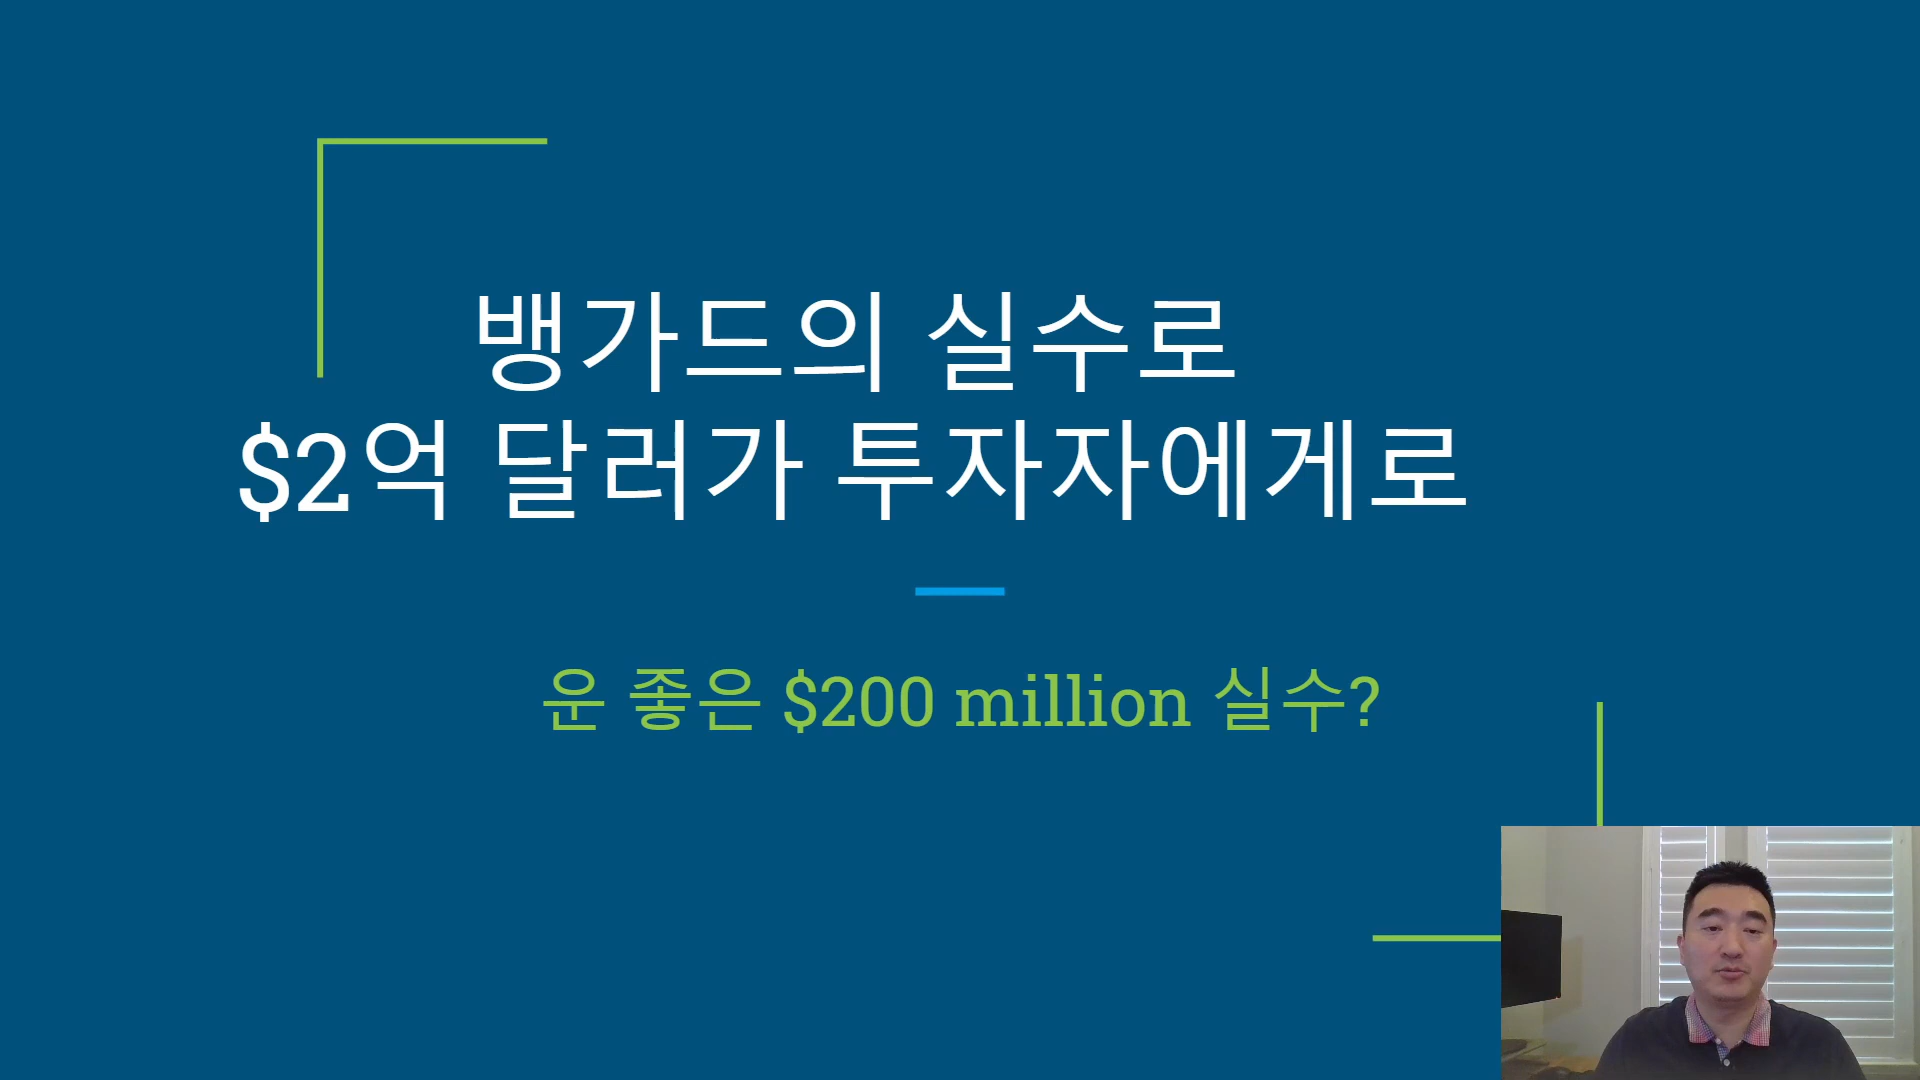 뱅가드의 실수로
$2억 달러가 투자자에게로
운 좋은 $200 million 실수?